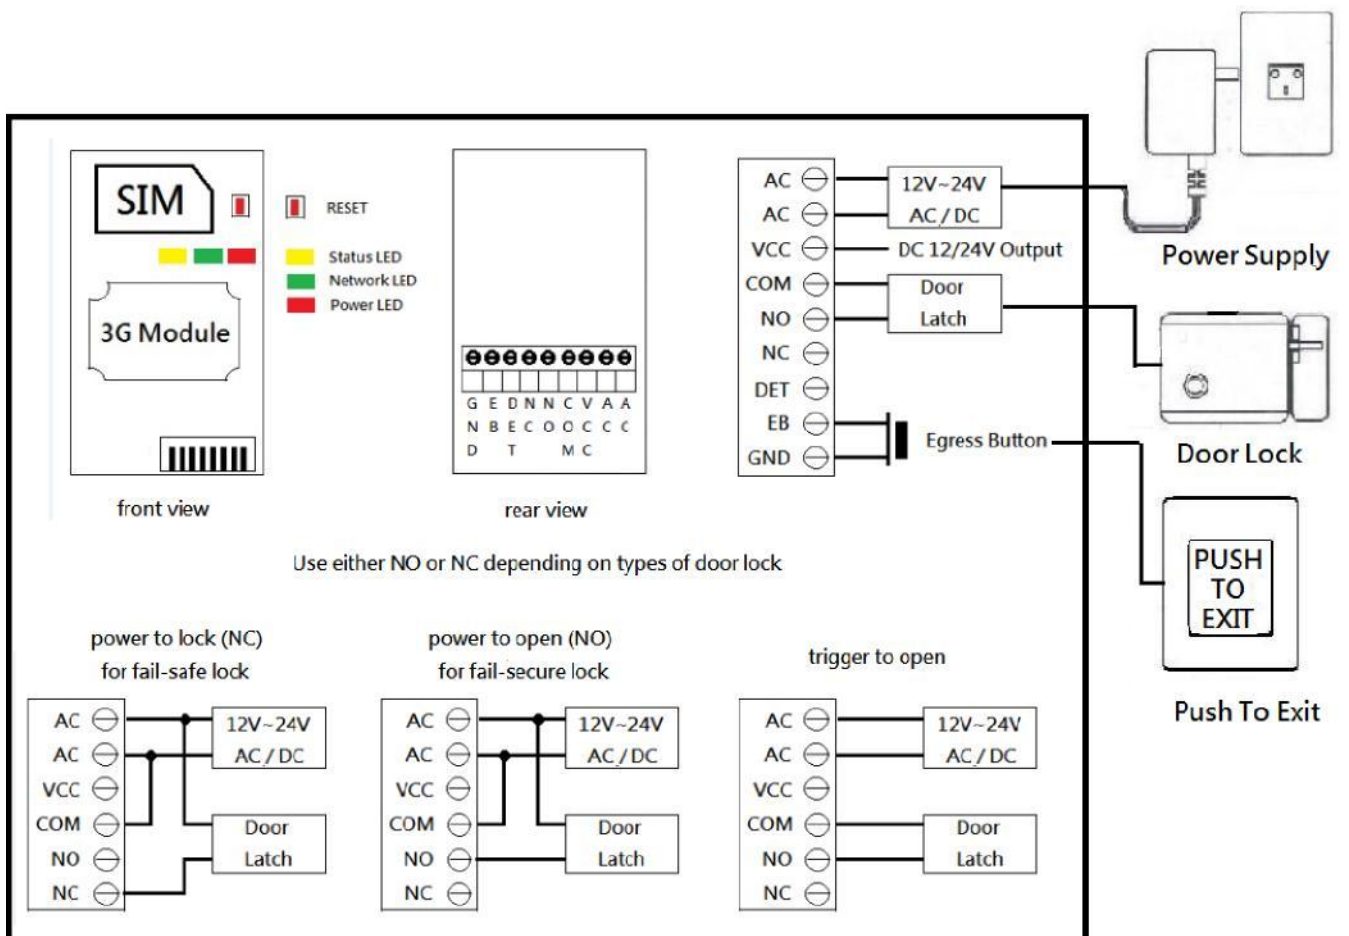 SIM
RESET
Status LED
Network LED
Power LED
3G Module
front view
G E D N N C V A A
N B E C O O C C C
D T M C
rear view
AC
AC
VCC
COM
NO
NC
DET
EB
GND
12V~24V
AC / DC
DC 12/24V Output
Door
Latch
Egress Button
Power Supply
Door Lock
PUSH
TO
EXIT
Push To Exit
Use either NO or NC depending on types of door lock
power to lock (NC)
for fail-safe lock
AC
AC
VCC
COM
NO
NC
12V~24V
AC / DC
Door
Latch
power to open (NO)
for fail-secure lock
AC
AC
VCC
COM
NO
NC
12V~24V
AC / DC
Door
Latch
trigger to open
AC
AC
VCC
COM
NO
NC
12V~24V
AC / DC
Door
Latch